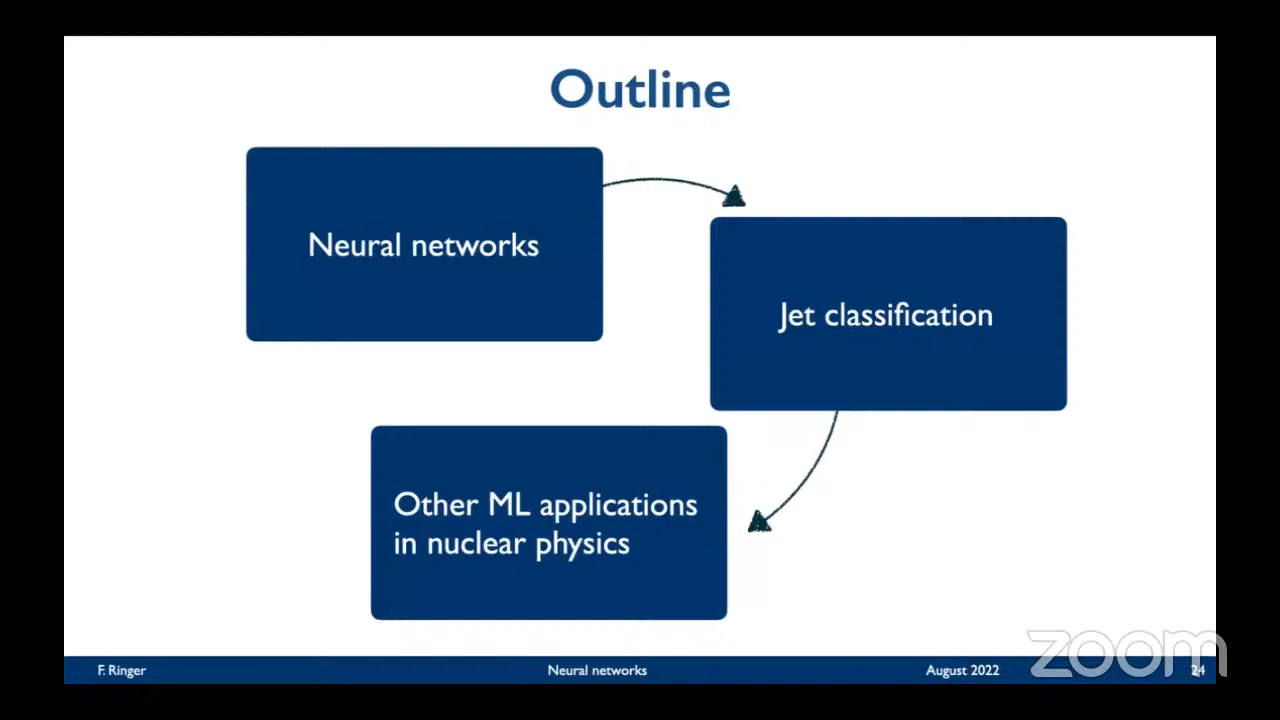 Outline
Neural networks
Jet classification
Other ML applications
in nuclear physics
F. Ringer
Neural networks
August 2022
24
zoom